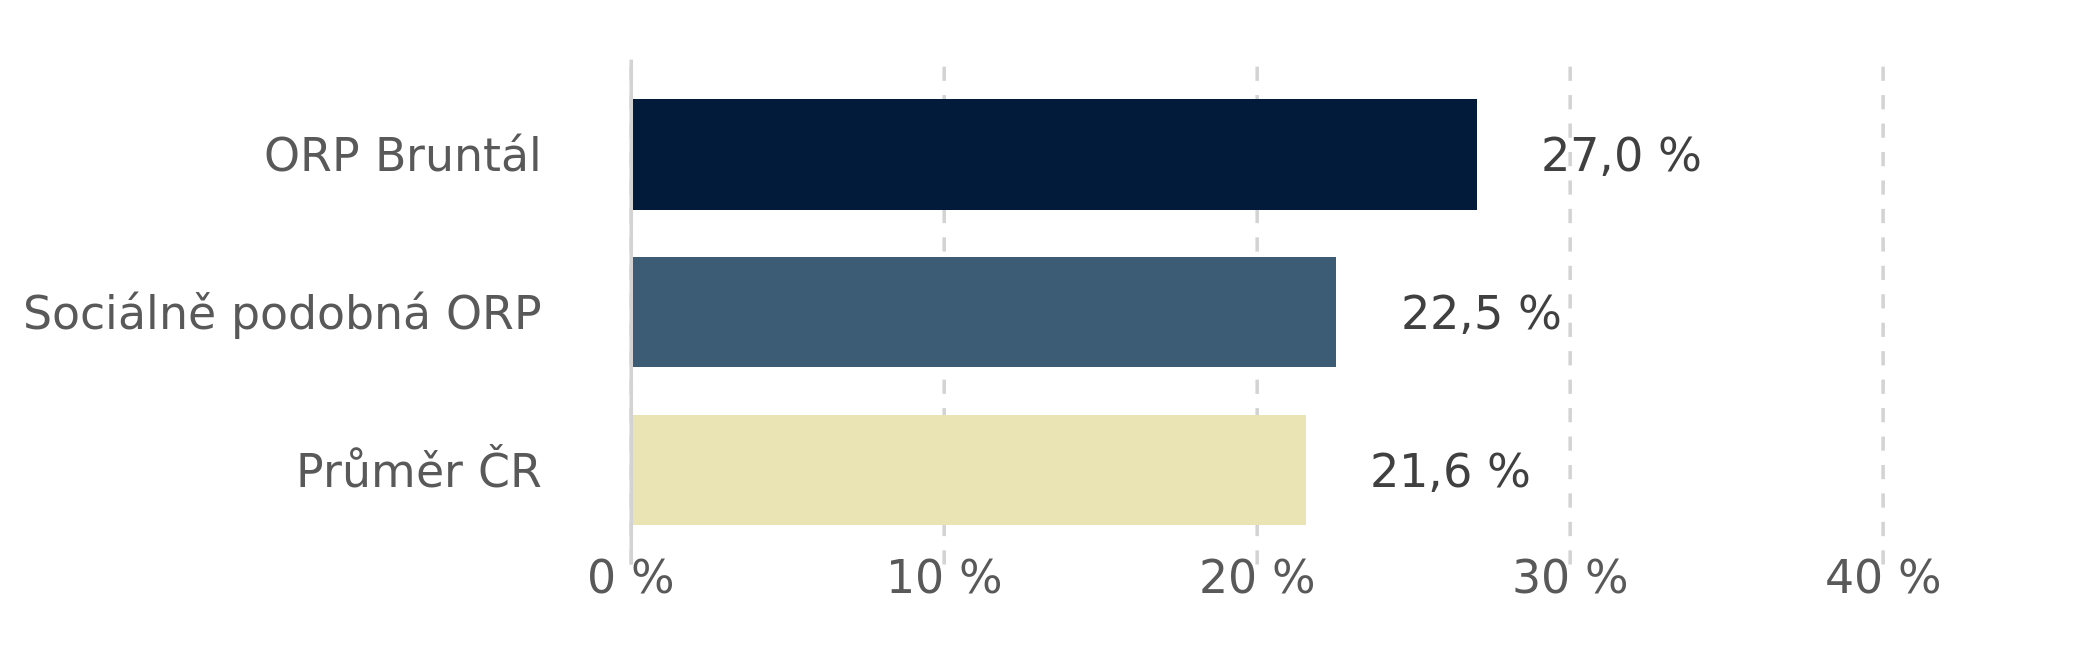 ORP Bruntál 27,0 %
Sociálně podobná ORP 22,5 %
Průměr ČR 21,6 %
0 % 10 % 20 % 30 % 40 %